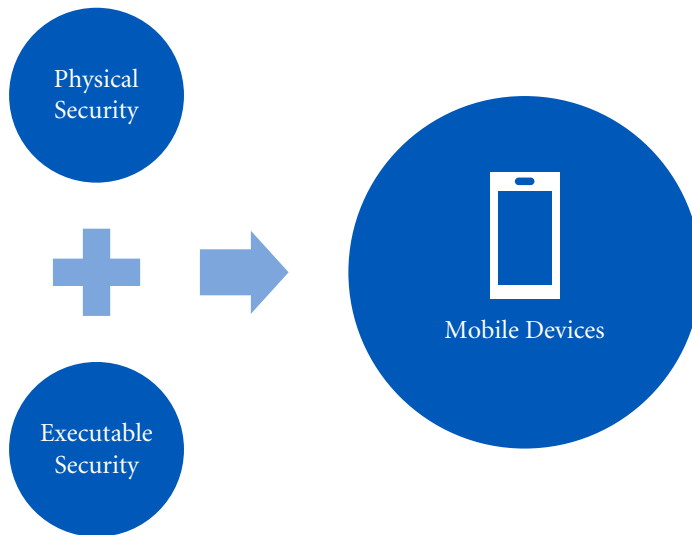 Physical
Security
Mobile Devices
Executable
Security